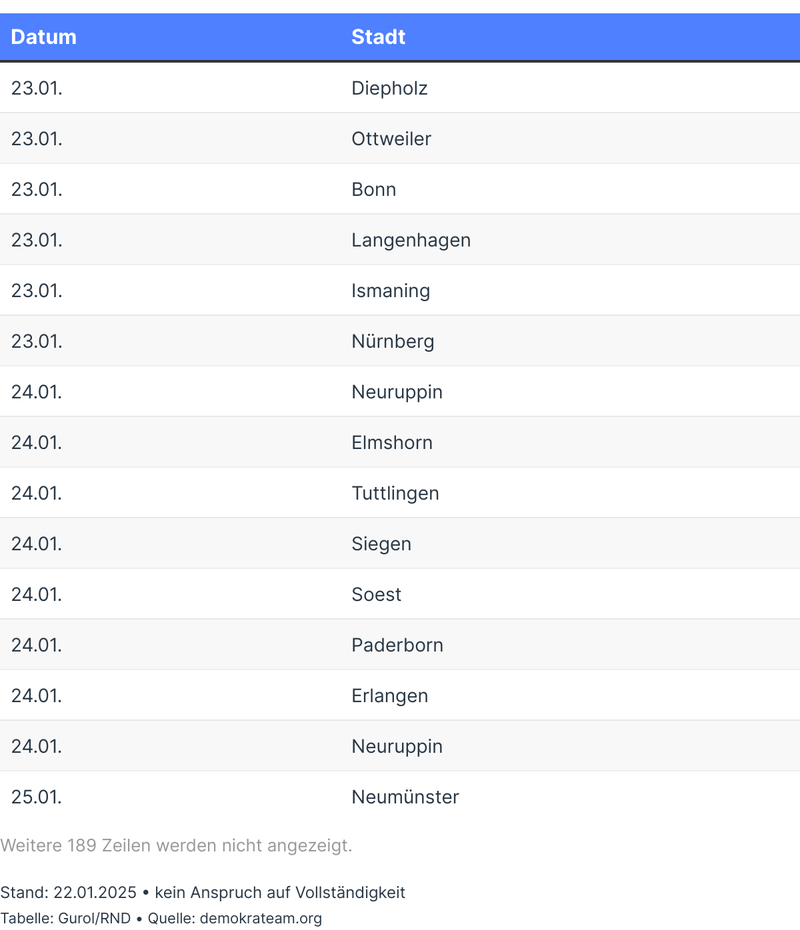 Datum Stadt
23.01. Diepholz
23.01. Ottweiler
23.01. Bonn
23.01. Langenhagen
23.01. Ismaning
23.01. Nürnberg
24.01. Neuruppin
24.01. Elmshorn
24.01. Tuttlingen
24.01. Siegen
24.01. Soest
24.01. Paderborn
24.01. Erlangen
24.01. Neuruppin
25.01. Neumünster
Weitere 189 Zeilen werden nicht angezeigt.
Stand: 22.01.2025 • kein Anspruch auf Vollständigkeit
Tabelle: Gurol/RND • Quelle: demokrateam.org